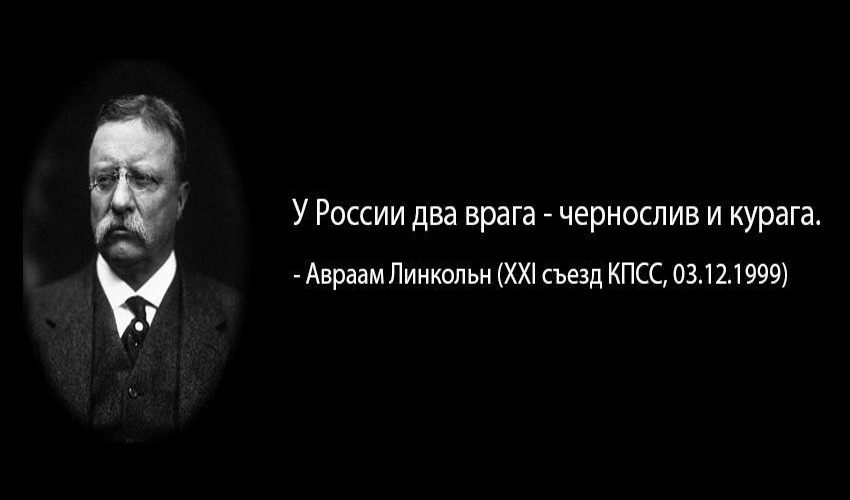 У России два врага - чернослив и курага.
- Авраам Линкольн (XXI съезд КПСС, 03.12.1999)